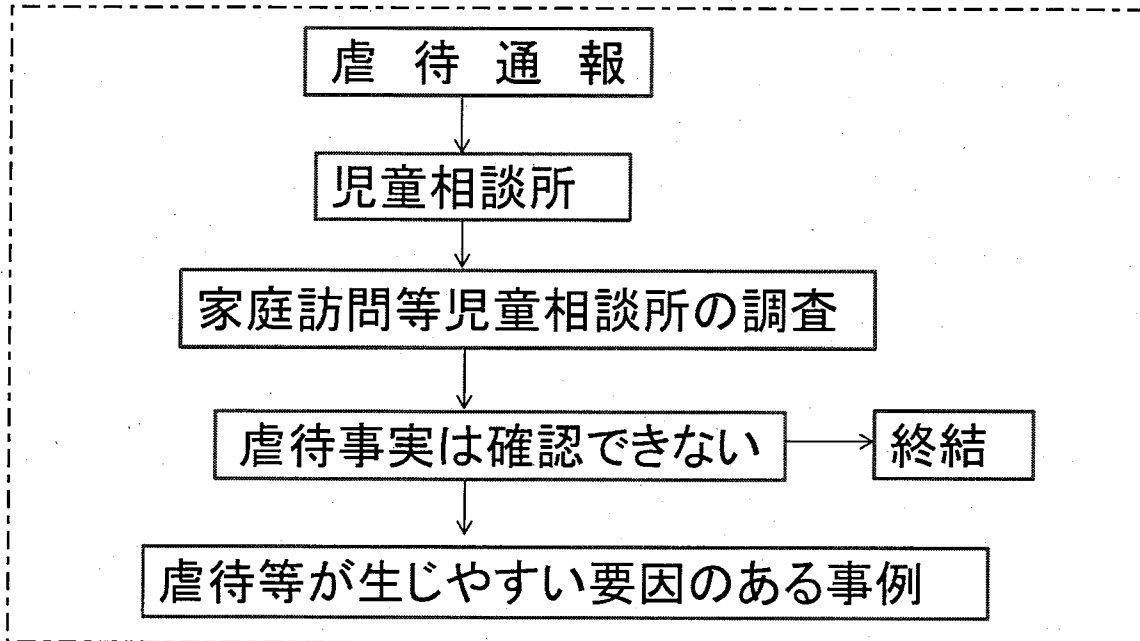 虐待通報
児童相談所
家庭訪問等児童相談所の調査
虐待事実は確認できない
終結
虐待等が生じやすい要因のある事例